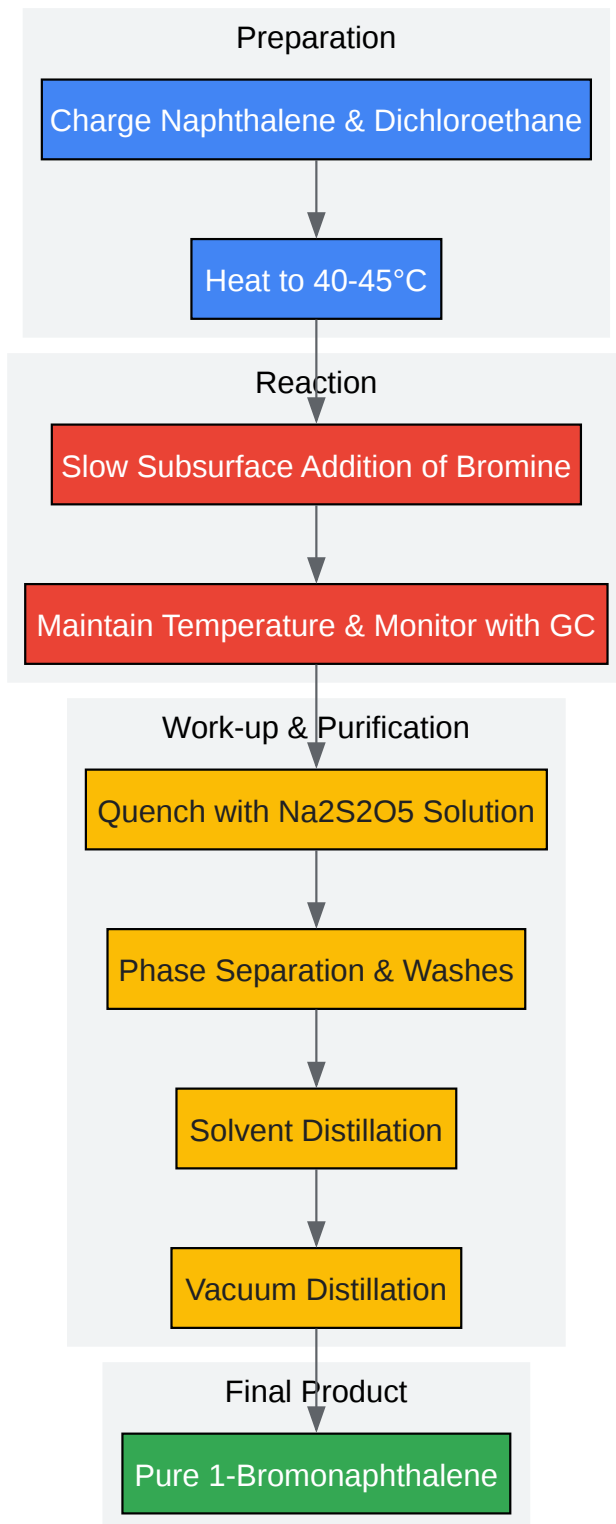 Preparation
Charge Naphthalene & Dichloroethane
Heat to 40-45°C
Reaction
Slow Subsurface Addition of Bromine
Maintain Temperature & Monitor with GC
Work-up & Purification
Quench with Na2S2O5 Solution
Phase Separation & Washes
Solvent Distillation
Vacuum Distillation
Final Product
Pure 1-Bromonaphthalene